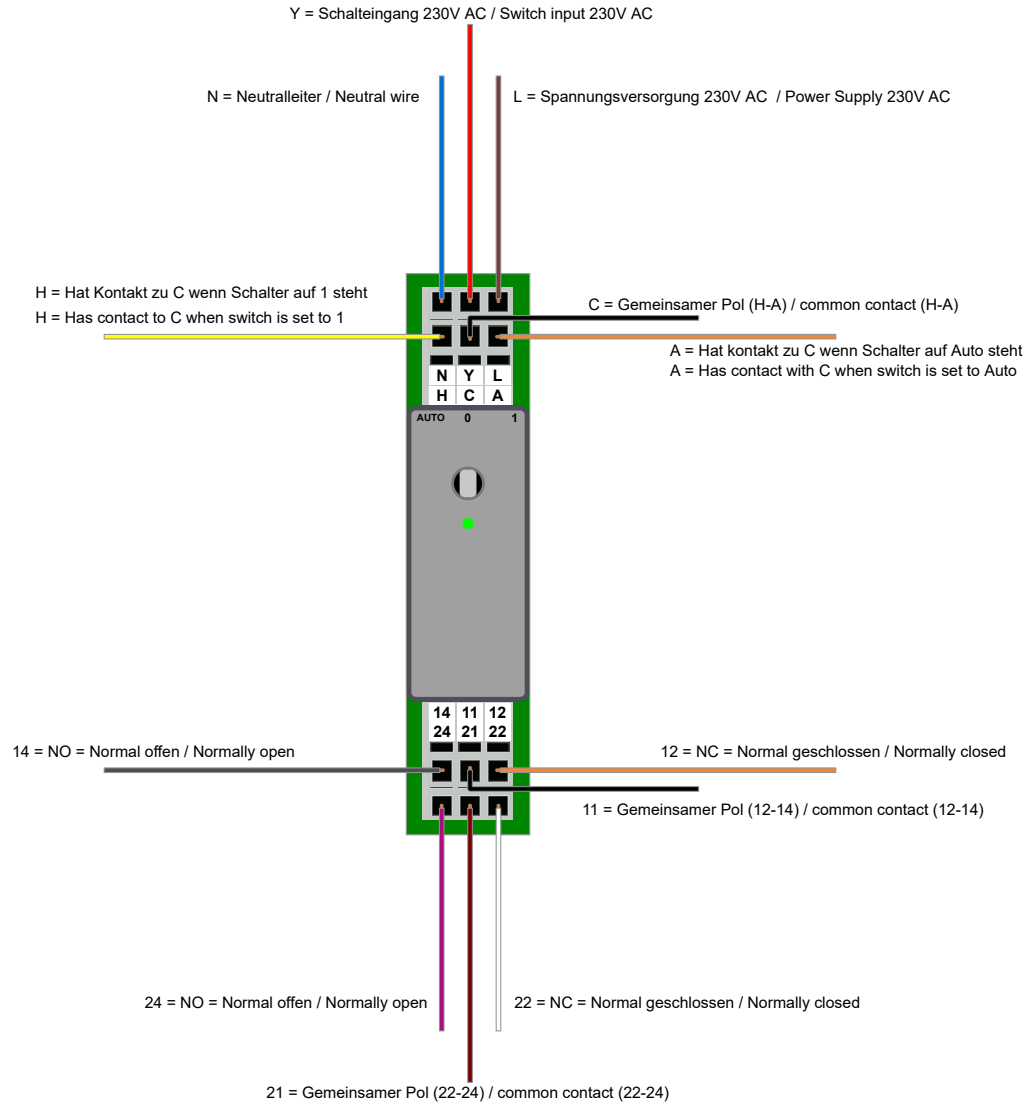 Y = Schalteingang 230V AC / Switch input 230V AC
N = Neutralleiter / Neutral wire
L = Spannungsversorgung 230V AC  / Power Supply 230V AC
H = Hat Kontakt zu C wenn Schalter auf 1 steht
H = Has contact to C when switch is set to 1
C = Gemeinsamer Pol (H-A) / common contact (H-A)
A = Hat kontakt zu C wenn Schalter auf Auto steht
A = Has contact with C when switch is set to Auto
N Y L
H C A
AUTO 0 1
14 11 12
24 21 22
14 = NO = Normal offen / Normally open
12 = NC = Normal geschlossen / Normally closed
11 = Gemeinsamer Pol (12-14) / common contact (12-14)
24 = NO = Normal offen / Normally open
22 = NC = Normal geschlossen / Normally closed
21 = Gemeinsamer Pol (22-24) / common contact (22-24)